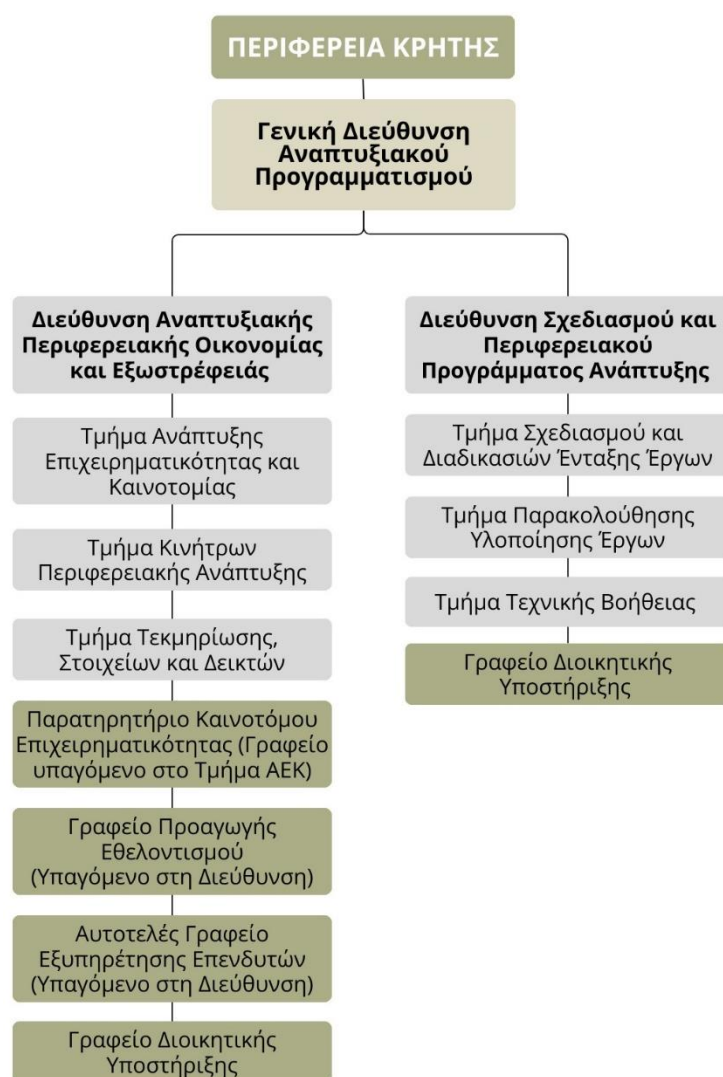 ΠΕΡΙΦΕΡΕΙΑ ΚΡΗΤΗΣ
Γενική Διεύθυνση
Αναπτυξιακού
Προγραμματισμού
Διεύθυνση Αναπτυξιακής
Περιφερειακής Οικονομίας
και Εξωστρέφειάς
Τμήμα Ανάπτυξης
Επιχειρηματικότητας και
Καινοτομίας
Τμήμα Κινήτρων
Περιφερειακής Ανάπτυξης
Τμήμα Τεκμηρίωσης,
Στοιχείων και Δεικτών
Παρατηρητήριο Καινοτόμου
Επιχειρηματικότητας (Γραφείο
υπαγόμενο στο Τμήμα ΑΕΚ)
Γραφείο Προαγωγής
Εθελοντισμού
(Υπαγόμενο στη Διεύθυνση)
Αυτοτελές Γραφείο
Εξυπηρέτησης Επενδυτών
(Υπαγόμενο στη Διεύθυνση)
Γραφείο Διοικητικής
Υποστήριξης
Διεύθυνση Σχεδιασμού και
Περιφερειακού
Προγράμματος Ανάπτυξης
Τμήμα Σχεδιασμού και
Διαδικασιών Ένταξης Έργων
Τμήμα Παρακολούθησης
Υλοποίησης Έργων
Τμήμα Τεχνικής Βοήθειας
Γραφείο Διοικητικής
Υποστήριξης